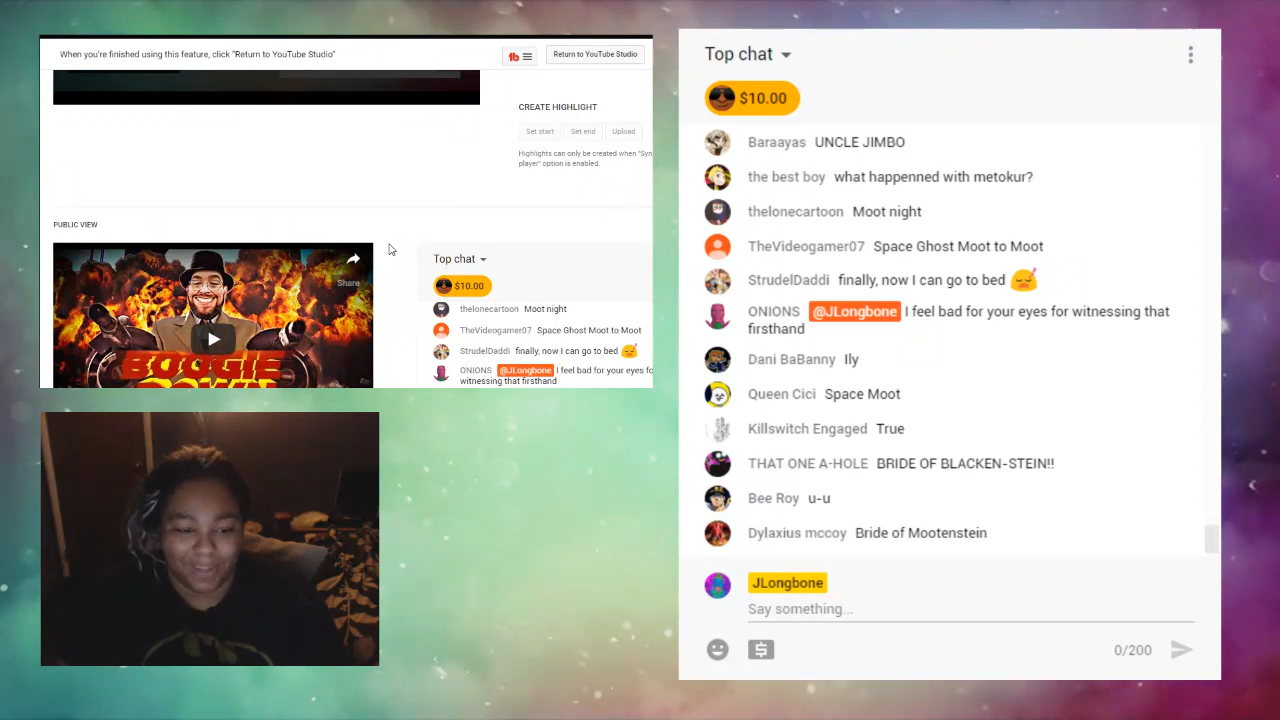 When you're finished using this feature, click "Return to YouTube Studio"
tb
Return to YouTube Studio
CREATE HIGHLIGHT
Set start
Set end
Upload
Highlights can only be created when "Syn
player" option is enabled.
PUBLIC VIEW
Share
BOOGIE
Top chat
$10.00
thelonecartoon Moot night
TheVideogamer07 Space Ghost Moot to Moot
StrudelDaddi finally, now I can go to bed
ONIONS @JLongbone I feel bad for your eyes fo
witnessing that firsthand
Top chat
$10.00
Baraayas UNCLE JIMBO
the best boy what happenned with metokur?
thelonecartoon Moot night
TheVideogamer07 Space Ghost Moot to Moot
StrudelDaddi finally, now I can go to bed
ONIONS @JLongbone I feel bad for your eyes for witnessing that
firsthand
Dani BaBanny Ily
Queen Cici Space Moot
Killswitch Engaged True
THAT ONE A-HOLE BRIDE OF BLACKEN-STEIN!!
Bee Roy u-u
Dylaxius mccoy Bride of Mootenstein
JLongbone
Say something...
$
0/200